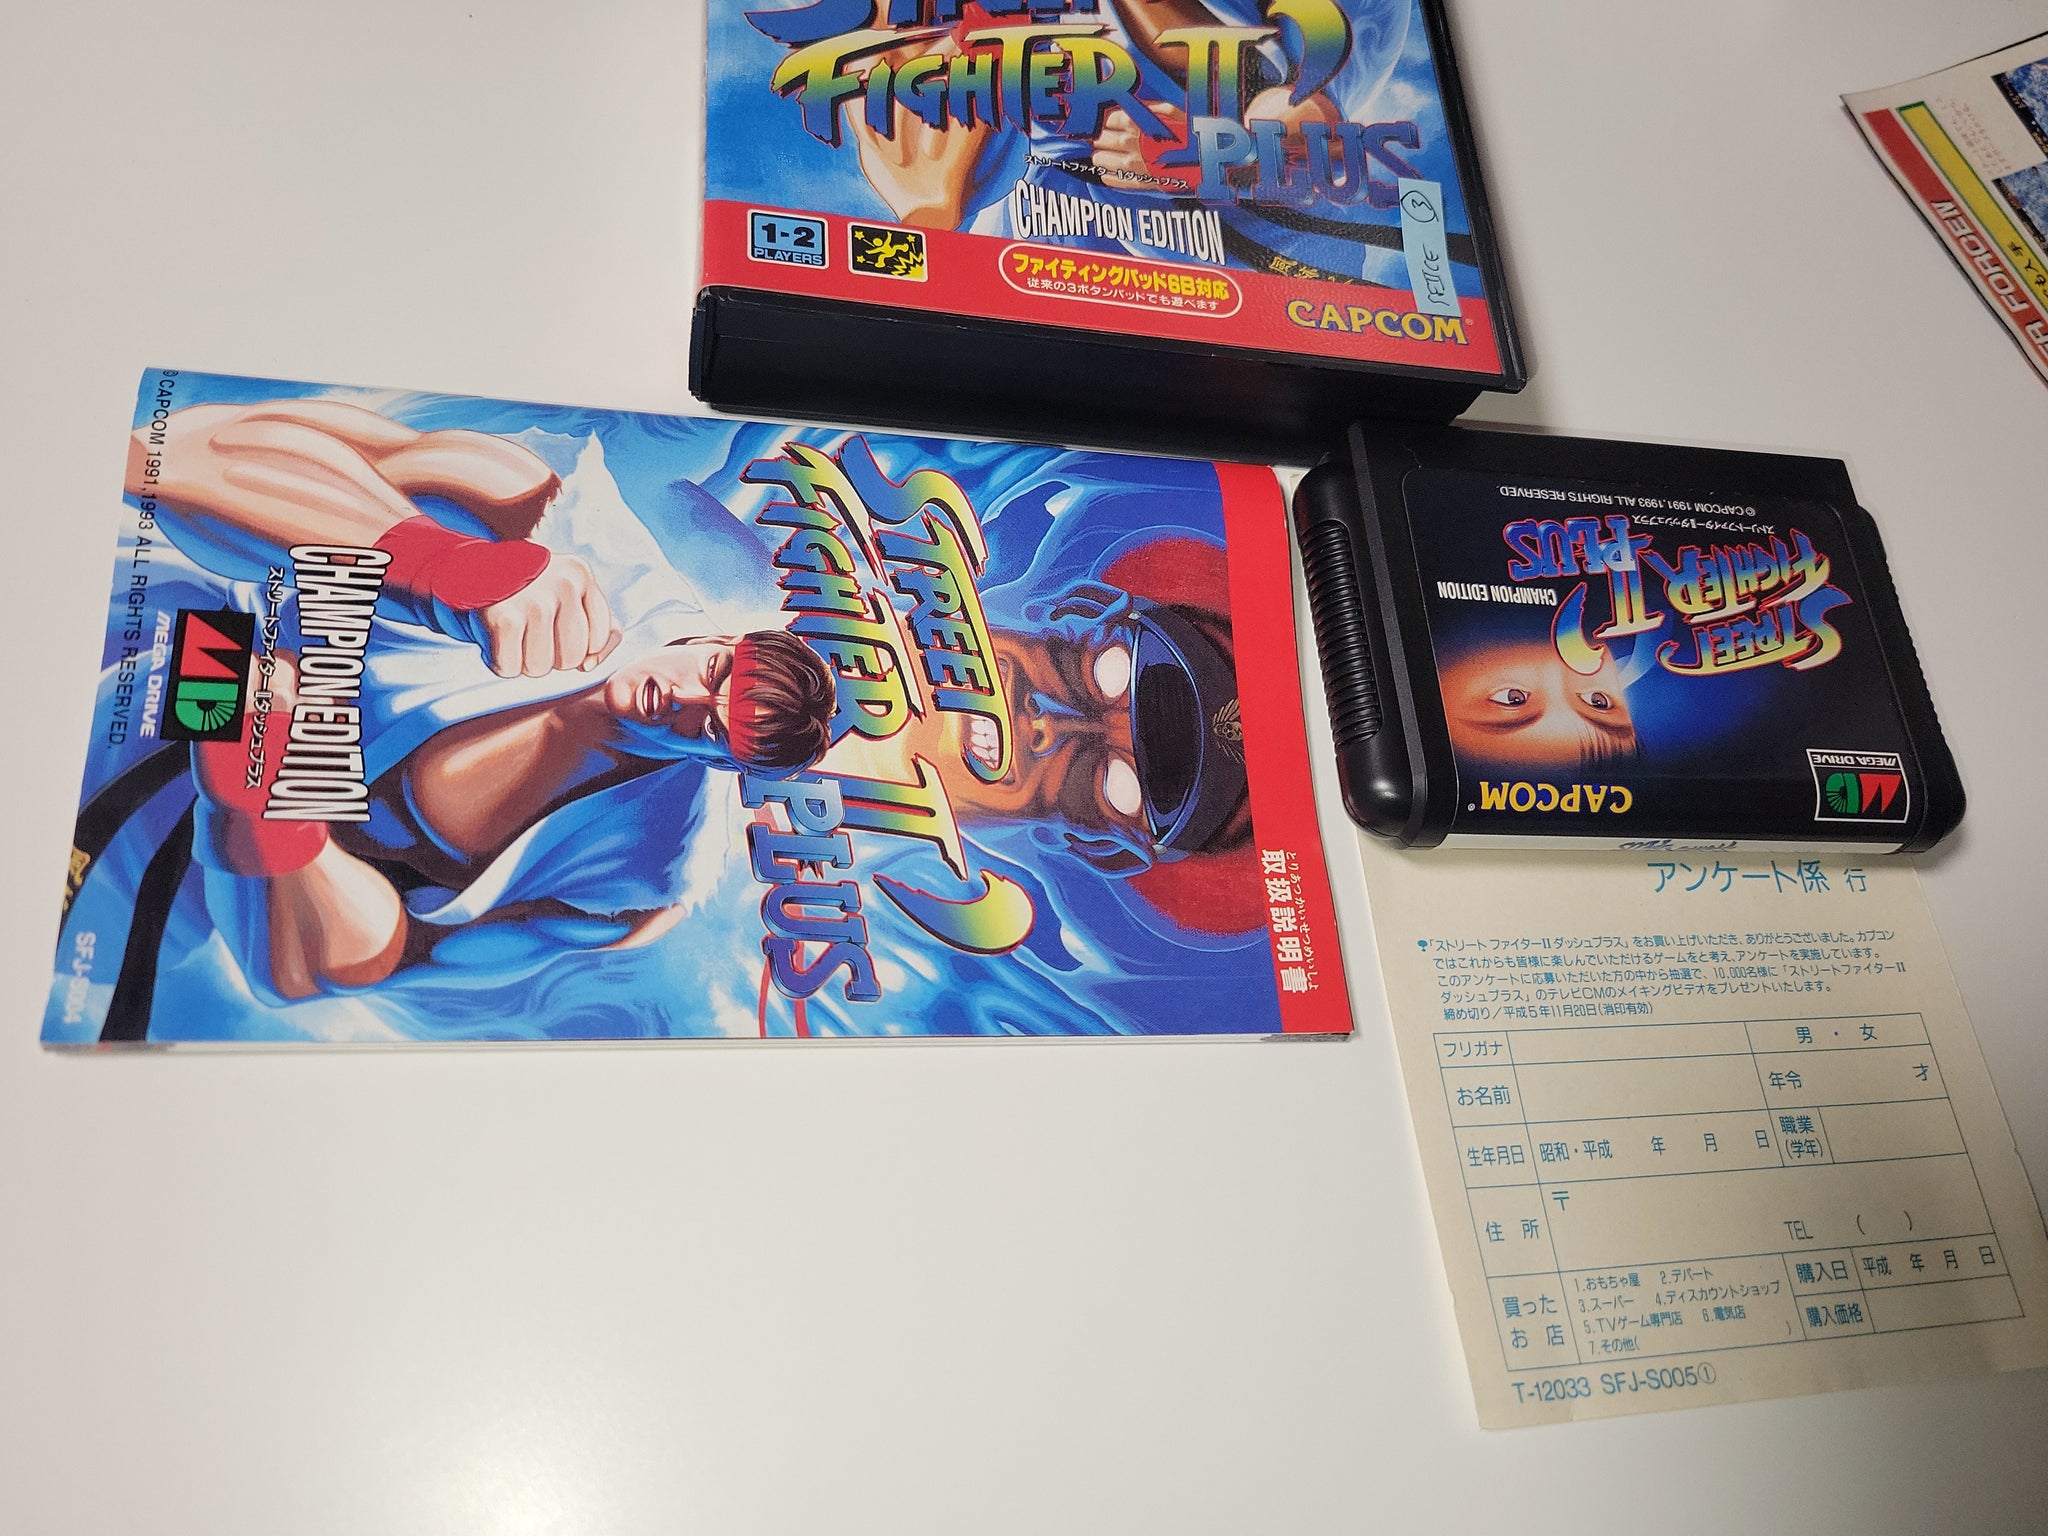 STREET
FIGHTER II'
PLUS
ストリートファイターIIダッシュプラス
CHAMPION EDITION
1-2
PLAYERS
ファイティングパッド6B対応
従来の3ボタンパッドでも遊べます
CAPCOM
3
© CAPCOM 1991,1993 ALL RIGHTS RESERVED.
MEGA DRIVE
ストリートファイターIIダッシュプラス
CHAMPION EDITION
STREET
FIGHTER II'
PLUS
とりあつかいせつめいしょ
取扱説明書
SFJ-S004
MEGA DRIVE
CAPCOM
STREET
FIGHTER II'
PLUS
CHAMPION EDITION
ストリートファイターIIダッシュプラス
© CAPCOM 1991,1993 ALL RIGHTS RESERVED
アンケート係 行
「ストリート ファイターII ダッシュプラス」をお買い上げいただき、ありがとうございました。カプコン
ではこれからも皆様に楽しんでいただけるゲームをと考え、アンケートを実施しています。
このアンケートに応募いただいた方の中から抽選で、10,000名様に「ストリートファイターII
ダッシュプラス」のテレビCMのメイキングビデオをプレゼントいたします。
締め切り/平成5年11月20日(消印有効)
フリガナ 男 ・ 女
お名前 年令 才
生年月日 昭和・平成 年 月 日 職業
(学年)
住 所 〒
TEL ( )
買った
お 店
1.おもちゃ屋 2.デパート
3.スーパー 4.ディスカウントショップ
5.TVゲーム専門店 6.電気店
7.その他( )
購入日 平成 年 月 日
購入価格
T-12033 SFJ-S005①